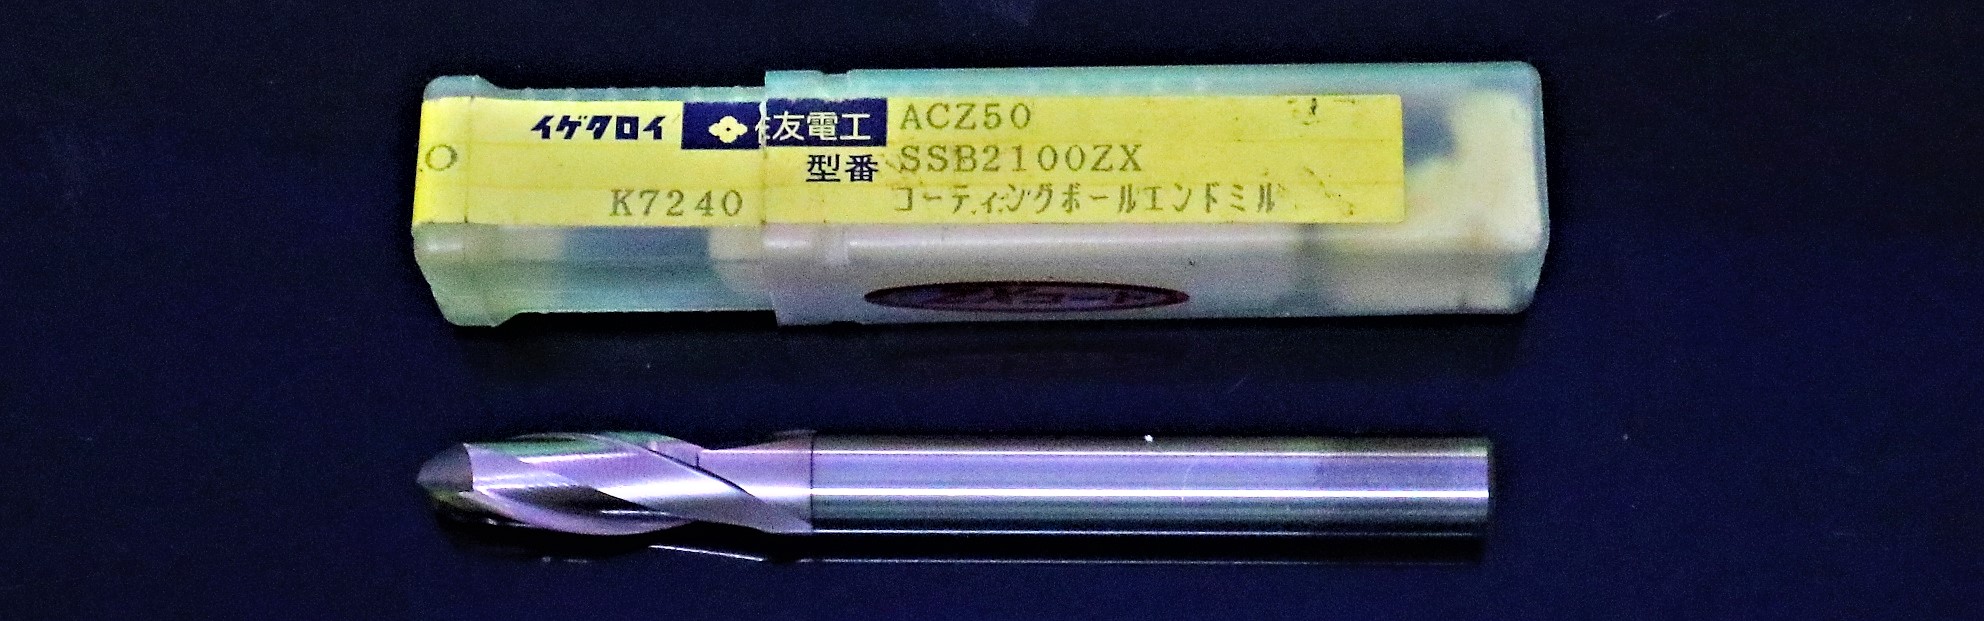 イゲタロイ 住友電工 ACZ50
型番 SSB2100ZX
K7240 コーティングボールエンドミル